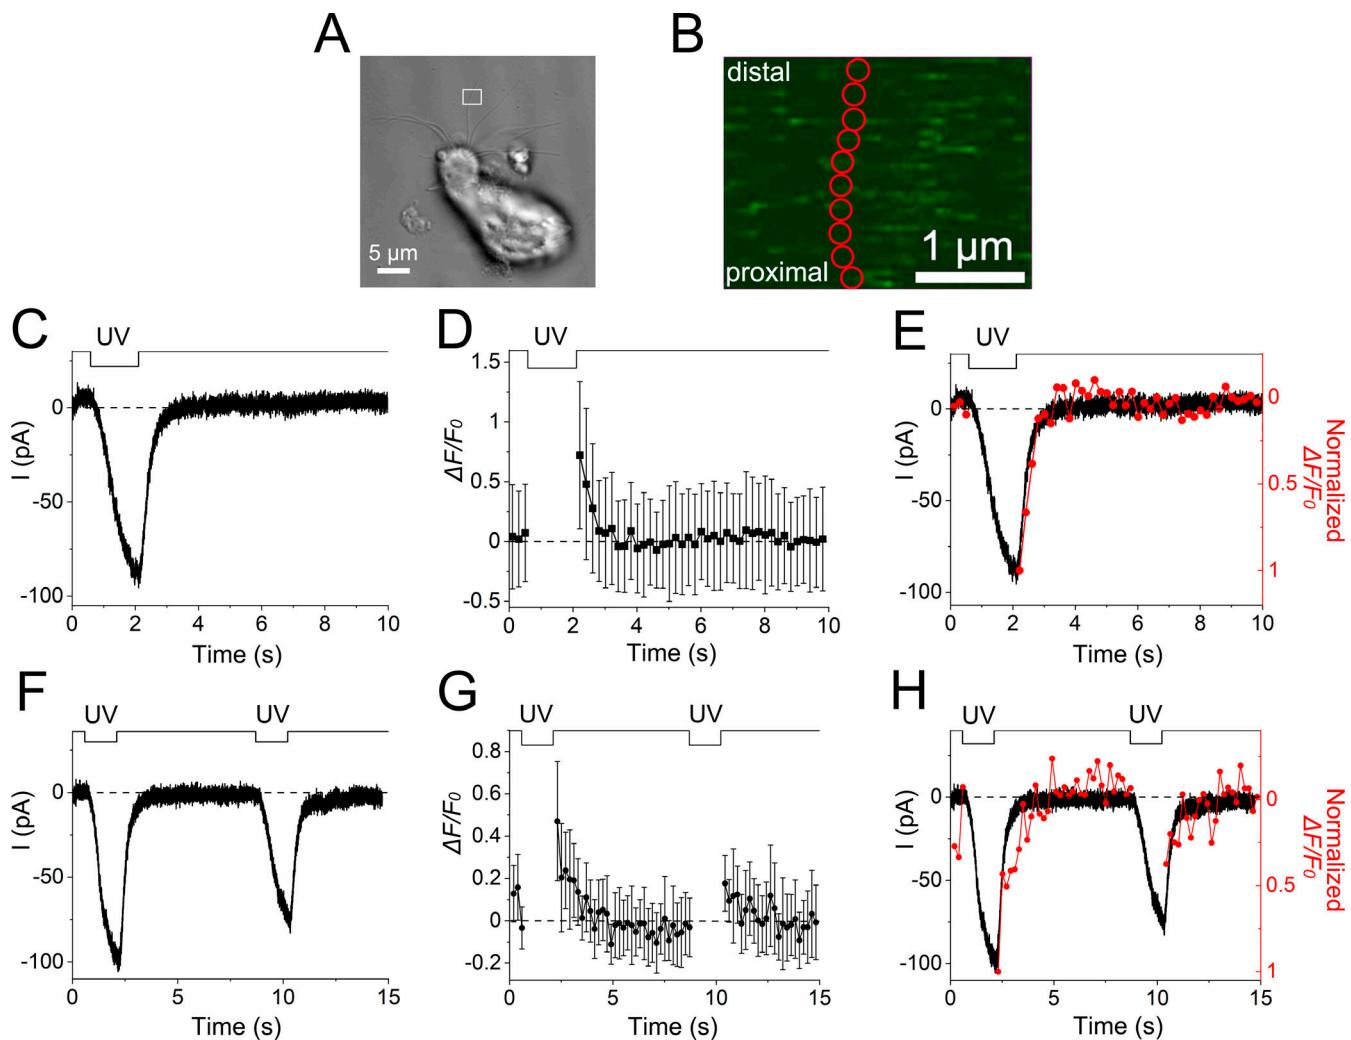 A
B
distal
proximal
5 µm
1 µm
C
UV
I (pA)
0
-50
-100
0 2 4 6 8 10
Time (s)
D
UV
ΔF/F0
1.5
1
0.5
0
-0.5
0 2 4 6 8 10
Time (s)
E
UV
I (pA)
0
-50
-100
0 2 4 6 8 10
Time (s)
0
0.5
1
Normalized
ΔF/F0
F
UV UV
I (pA)
0
-50
-100
0 5 10 15
Time (s)
G
UV UV
ΔF/F0
0.8
0.6
0.4
0.2
0
-0.2
0 5 10 15
Time (s)
H
UV UV
I (pA)
0
-50
-100
0 5 10 15
Time (s)
0
0.5
1
Normalized
ΔF/F0